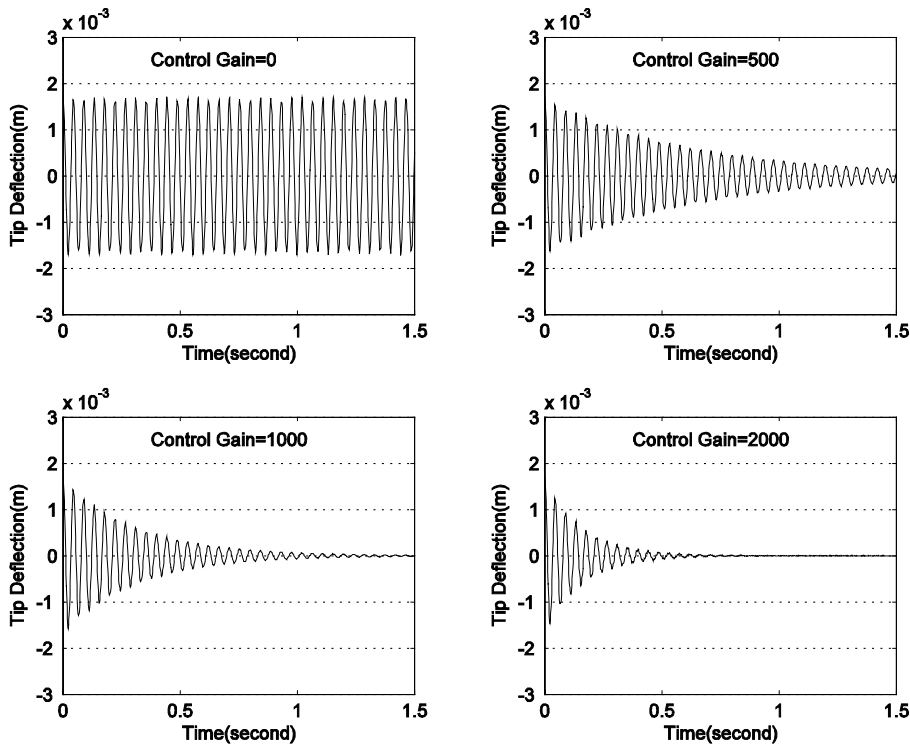 x 10⁻³
3
2
1
0
-1
-2
-3
Tip Deflection(m)
Control Gain=0
0 0.5 1 1.5
Time(second)
x 10⁻³
3
2
1
0
-1
-2
-3
Tip Deflection(m)
Control Gain=500
0 0.5 1 1.5
Time(second)
x 10⁻³
3
2
1
0
-1
-2
-3
Tip Deflection(m)
Control Gain=1000
0 0.5 1 1.5
Time(second)
x 10⁻³
3
2
1
0
-1
-2
-3
Tip Deflection(m)
Control Gain=2000
0 0.5 1 1.5
Time(second)